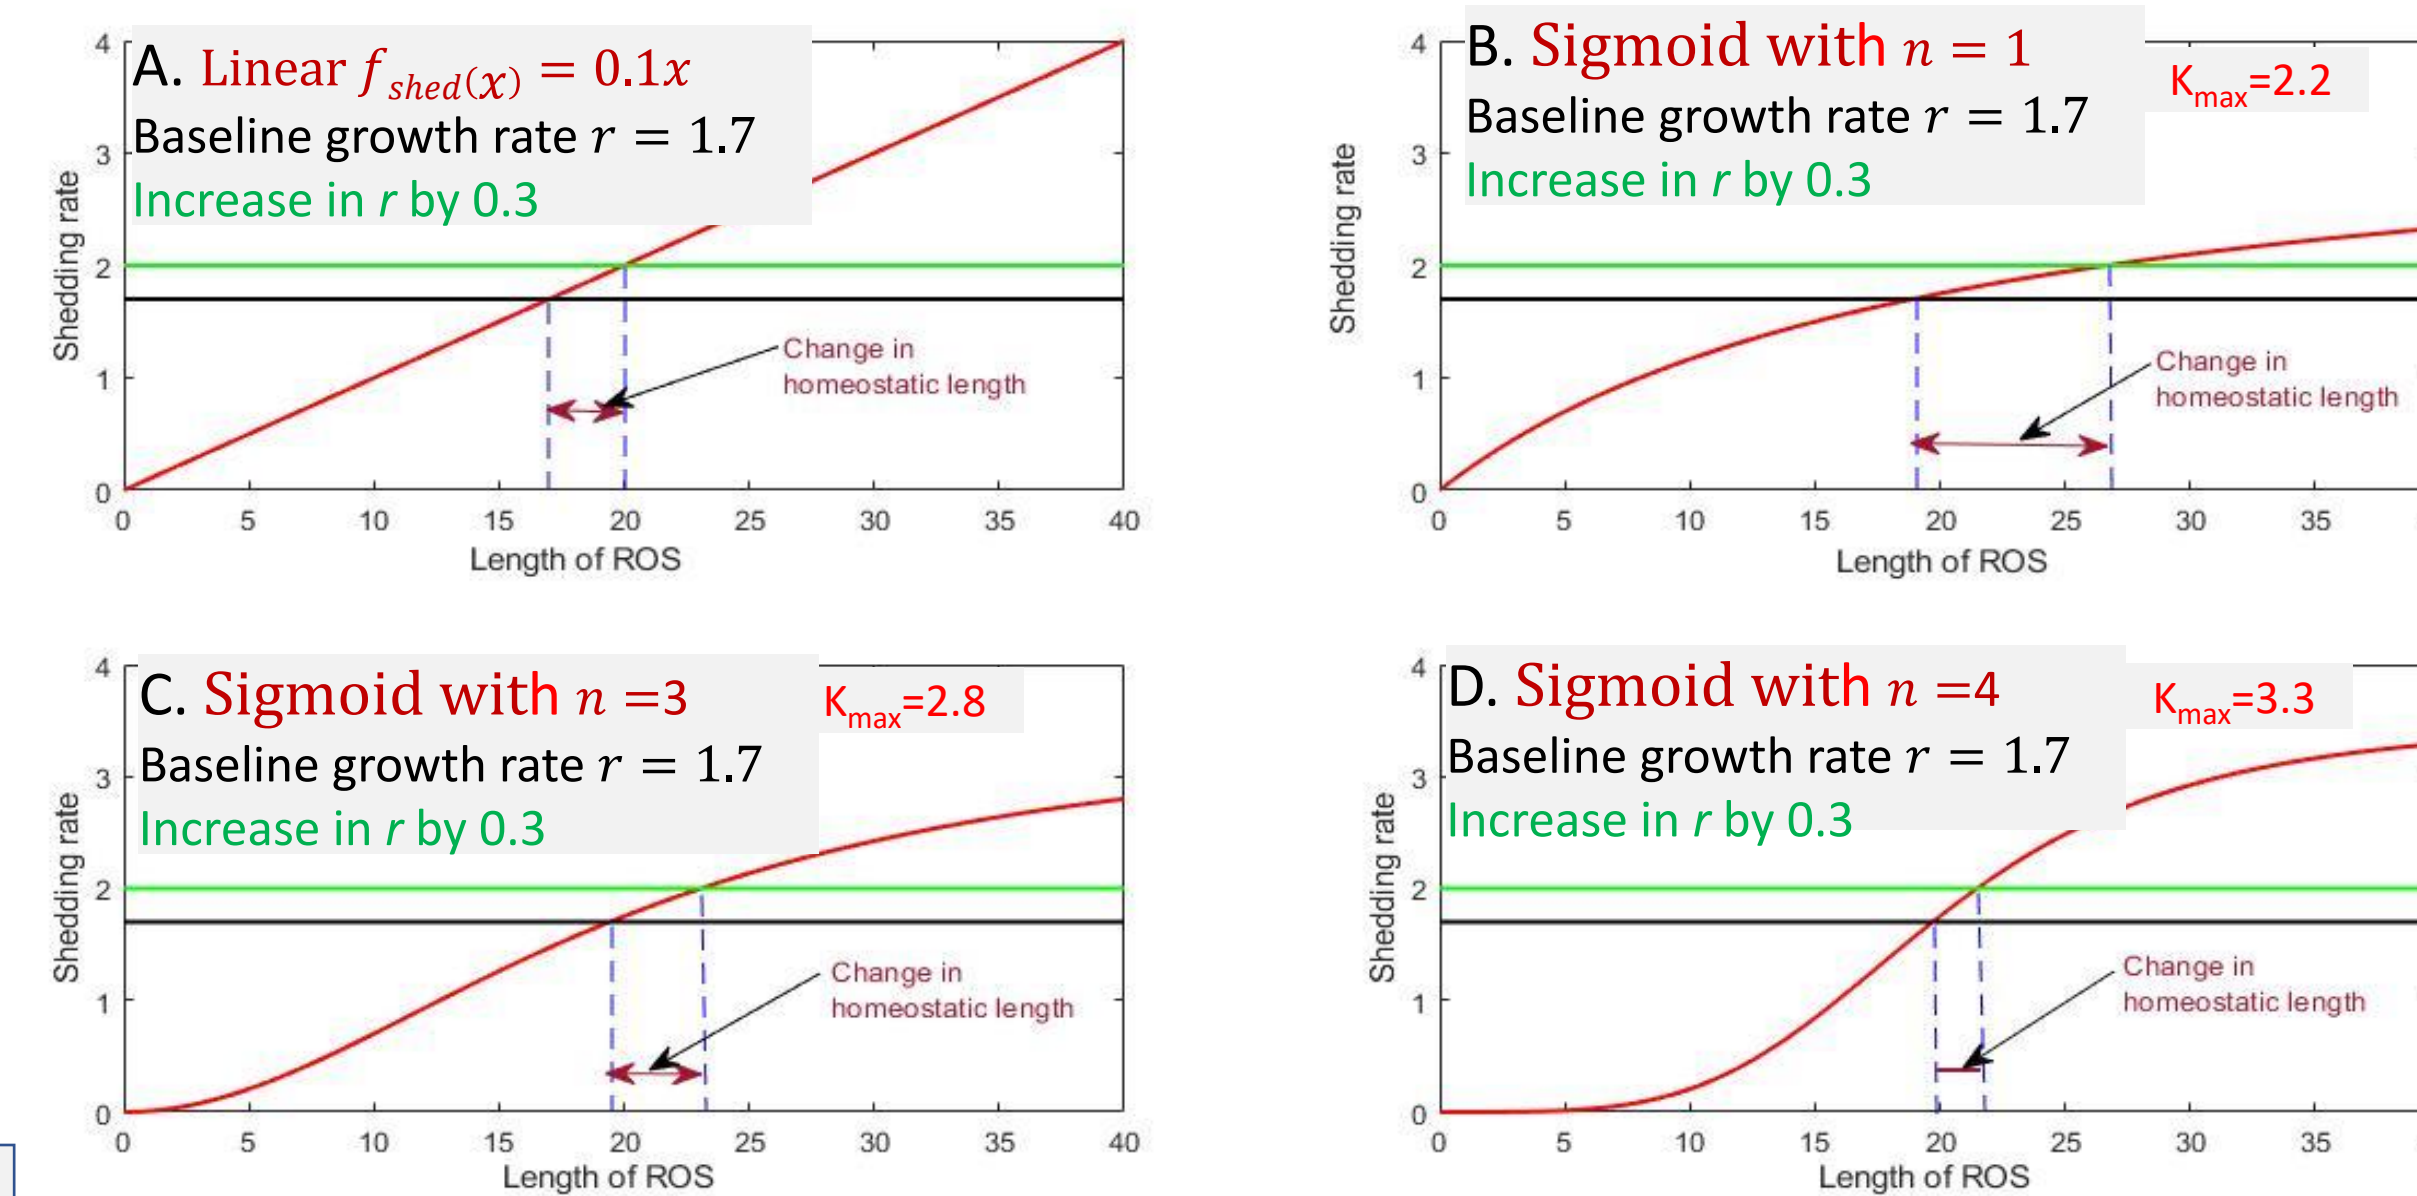 A. Linear f_shed(x) = 0.1x
Baseline growth rate r = 1.7
Increase in r by 0.3
4
3
2
1
0
Shedding rate
Change in
homeostatic length
0 5 10 15 20 25 30 35 40
Length of ROS
B. Sigmoid with n = 1
Baseline growth rate r = 1.7
Increase in r by 0.3
K_max=2.2
4
3
2
1
0
Shedding rate
Change in
homeostatic length
0 5 10 15 20 25 30 35
Length of ROS
C. Sigmoid with n =3
Baseline growth rate r = 1.7
Increase in r by 0.3
K_max=2.8
4
3
2
1
0
Shedding rate
Change in
homeostatic length
0 5 10 15 20 25 30 35 40
Length of ROS
D. Sigmoid with n =4
Baseline growth rate r = 1.7
Increase in r by 0.3
K_max=3.3
4
3
2
1
0
Shedding rate
Change in
homeostatic length
0 5 10 15 20 25 30 35
Length of ROS